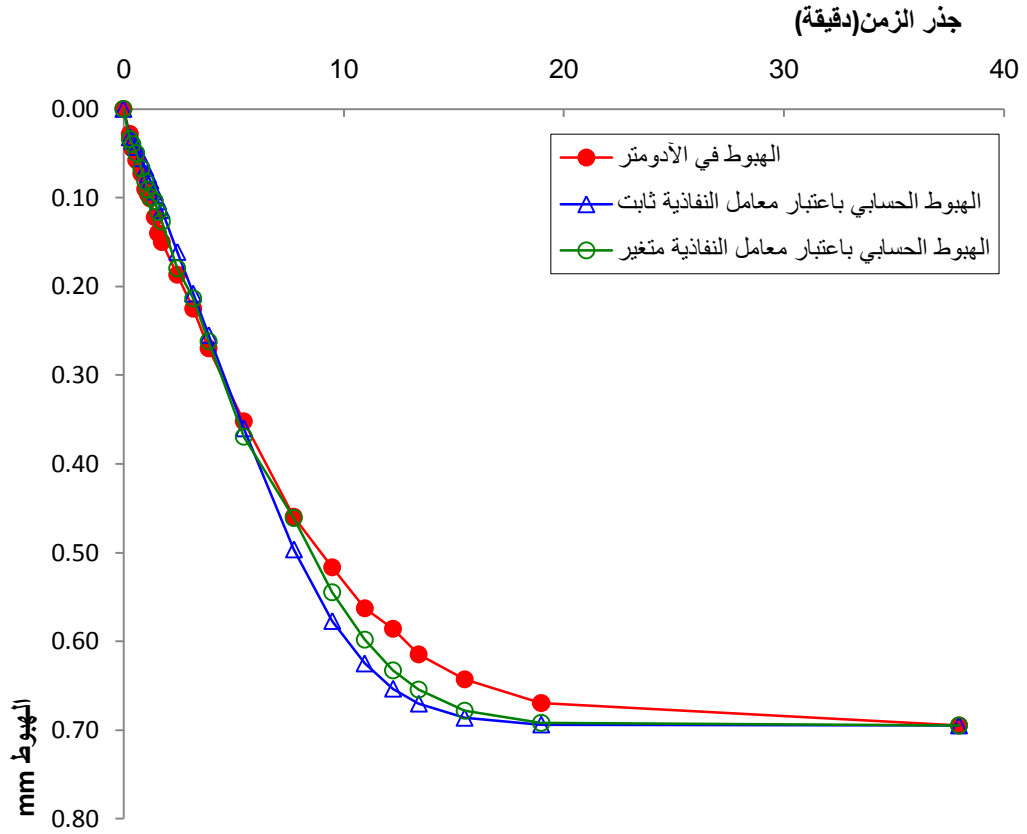 جذر الزمن(دقيقة)
0 10 20 30 40
0.00
0.10
0.20
0.30
0.40
0.50
0.60
0.70
0.80
الهبوط في الآدومتر
الهبوط الحسابي باعتبار معامل النفاذية ثابت
الهبوط الحسابي باعتبار معامل النفاذية متغير
الهبوط mm